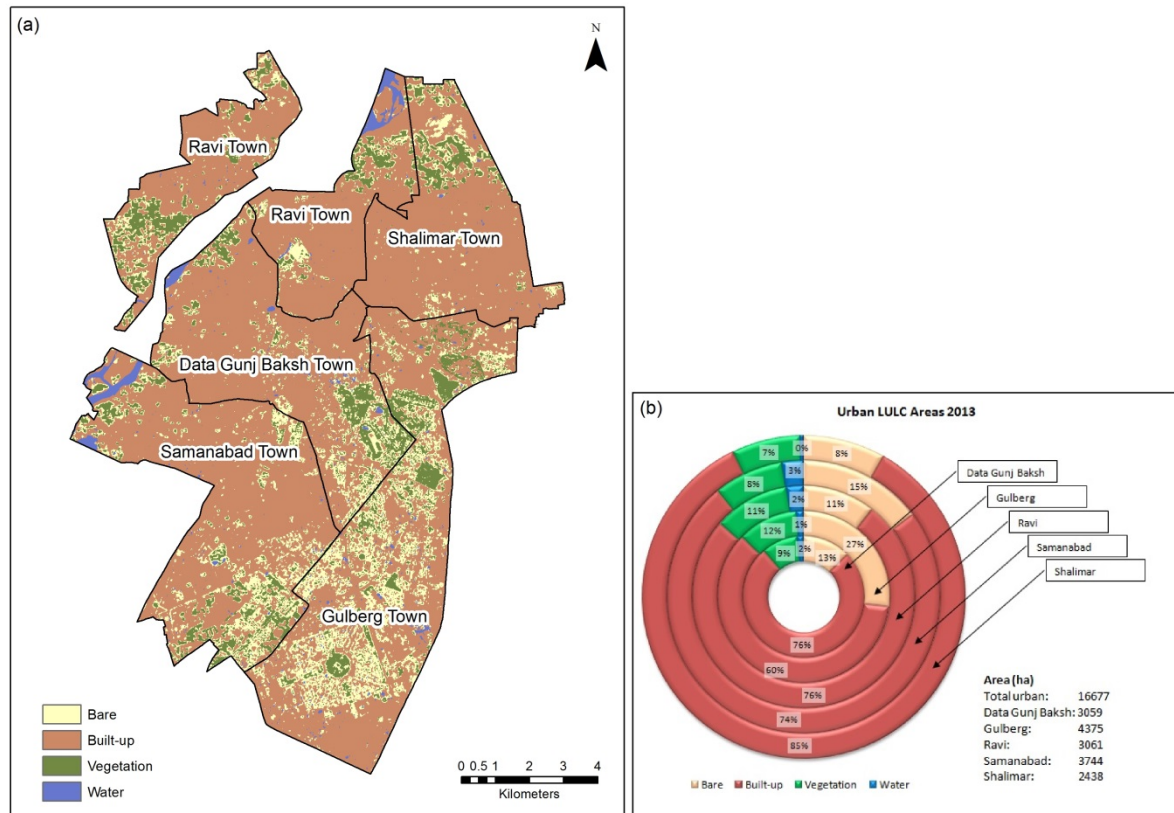 (a)
N
Ravi Town
Ravi Town
Shalimar Town
Data Gunj Baksh Town
Samanabad Town
Gulberg Town
Bare
Built-up
Vegetation
Water
0 0.5 1 2 3 4
Kilometers
(b)
Urban LULC Areas 2013
7% 0% 8%
8% 3% 15%
11% 2% 11%
12% 1% 27%
9% 2% 13%
76%
60%
76%
74%
85%
Data Gunj Baksh
Gulberg
Ravi
Samanabad
Shalimar
Area (ha)
Total urban: 16677
Data Gunj Baksh: 3059
Gulberg: 4375
Ravi: 3061
Samanabad: 3744
Shalimar: 2438
Bare Built-up Vegetation Water